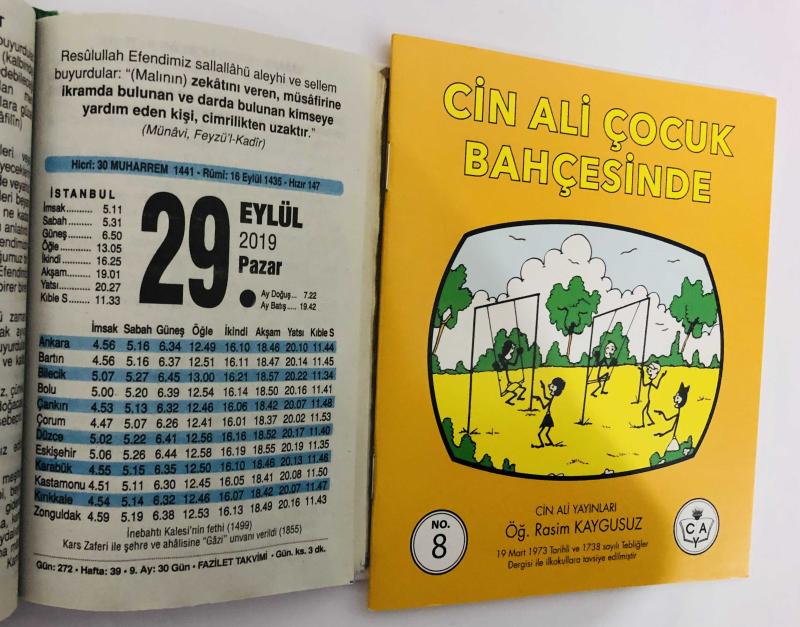 Resûlullah Efendimiz sallallâhü aleyhi ve sellem
buyurdular: "(Malının) zekâtını veren, müsâfirine
ikramda bulunan ve darda bulunan kimseye
yardım eden kişi, cimrilikten uzaktır."
(Münâvi, Feyzü'l-Kadîr)
Hicrî: 30 MUHARREM 1441 - Rûmî: 16 Eylül 1435 - Hızır 147
İSTANBUL
İmsak.......... 5.11
Sabah ......... 5.31
Güneş......... 6.50
Öğle........... 13.05
İkindi ......... 16.25
Akşam........ 19.01
Yatsı.......... 20.27
Kıble S ....... 11.33
29.
EYLÜL
2019
Pazar
Ay Doğuş... 7.22
Ay Batış.... 19.42
İmsak Sabah Güneş Öğle İkindi Akşam Yatsı Kıble S
Ankara 4.56 5.16 6.34 12.49 16.10 18.46 20.10 11.44
Bartın 4.56 5.16 6.37 12.51 16.11 18.47 20.14 11.45
Bilecik 5.07 5.27 6.45 13.00 16.21 18.57 20.22 11.34
Bolu 5.00 5.20 6.39 12.54 16.14 18.50 20.16 11.41
Çankırı 4.53 5.13 6.32 12.46 16.06 18.42 20.07 11.48
Çorum 4.47 5.07 6.26 12.41 16.01 18.37 20.02 11.53
Düzce 5.02 5.22 6.41 12.56 16.16 18.52 20.17 11.40
Eskişehir 5.06 5.26 6.44 12.58 16.19 18.55 20.19 11.35
Karabük 4.55 5.15 6.35 12.50 16.10 18.46 20.13 11.46
Kastamonu 4.51 5.11 6.30 12.45 16.05 18.41 20.08 11.50
Kırıkkale 4.54 5.14 6.32 12.46 16.07 18.42 20.07 11.47
Zonguldak 4.59 5.19 6.38 12.53 16.13 18.49 20.16 11.43
İnebahtı Kalesi'nin fethi (1499)
Kars Zaferi ile şehre ve ahâlisine "Gâzi" unvanı verildi (1855)
Gün: 272 • Hafta: 39 • 9. Ay: 30 Gün - FAZİLET TAKVİMİ - Gün. ks. 3 dk.
CİN ALİ ÇOCUK
BAHÇESİNDE
CİN ALİ YAYINLARI
Öğ. Rasim KAYGUSUZ
19 Mart 1973 Tarihli ve 1738 sayılı Tebliğler
Dergisi ile ilkokullara tavsiye edilmiştir
NO.
8
C A
Y